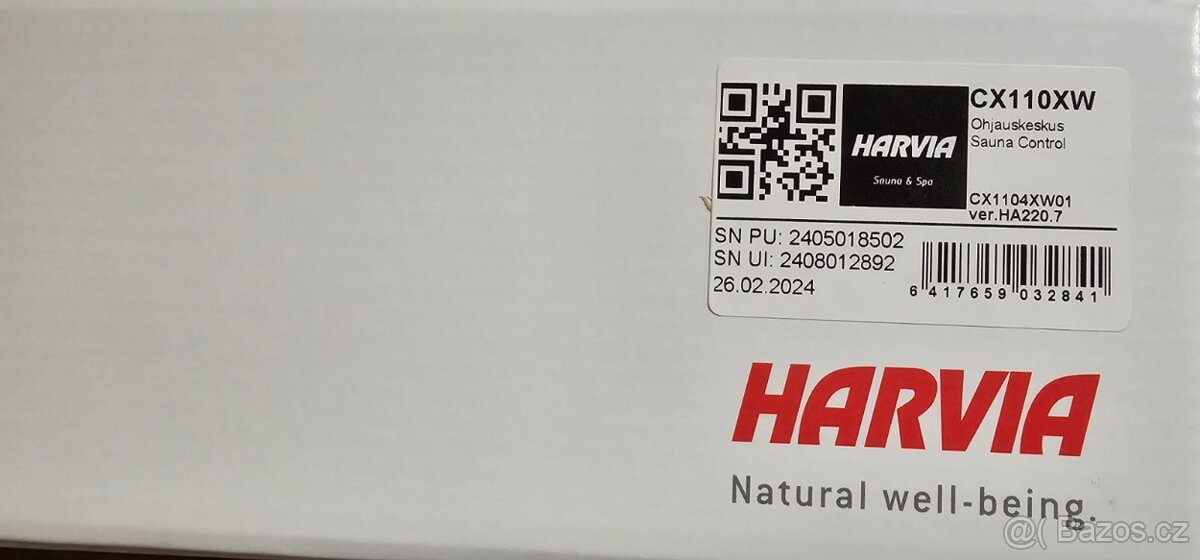 HARVIA
Sauna & Spa
CX110XW
Ohjauskeskus
Sauna Control
CX1104XW01
ver.HA220.7
SN PU: 2405018502
SN UI: 2408012892
26.02.2024
6 417659 032841
HARVIA
Natural well-being.
@( Bazos.cz